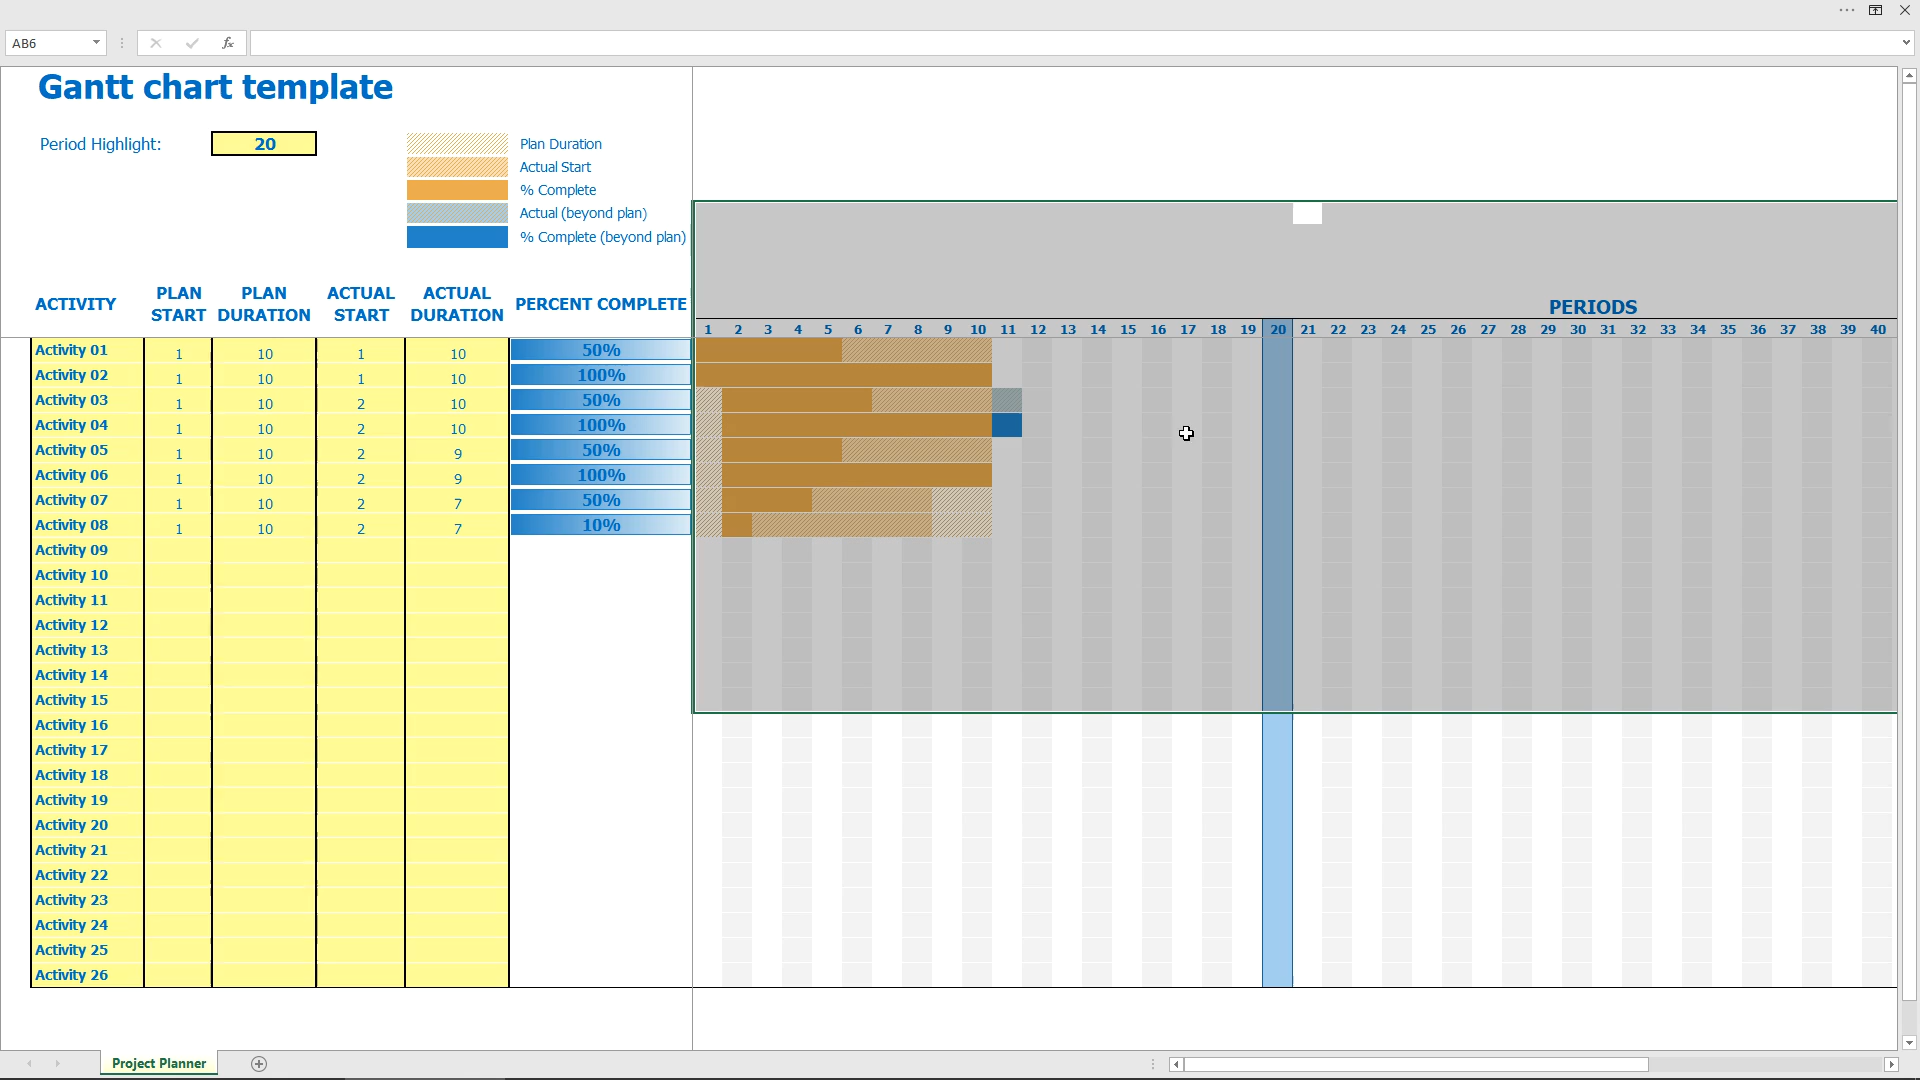 AB6
fx
Gantt chart template
Period Highlight: 20
Plan Duration
Actual Start
% Complete
Actual (beyond plan)
% Complete (beyond plan)
ACTIVITY PLAN START PLAN DURATION ACTUAL START ACTUAL DURATION PERCENT COMPLETE PERIODS
1 2 3 4 5 6 7 8 9 10 11 12 13 14 15 16 17 18 19 20 21 22 23 24 25 26 27 28 29 30 31 32 33 34 35 36 37 38 39 40
Activity 01 1 10 1 10 50%
Activity 02 1 10 1 10 100%
Activity 03 1 10 2 10 50%
Activity 04 1 10 2 10 100%
Activity 05 1 10 2 9 50%
Activity 06 1 10 2 9 100%
Activity 07 1 10 2 7 50%
Activity 08 1 10 2 7 10%
Activity 09
Activity 10
Activity 11
Activity 12
Activity 13
Activity 14
Activity 15
Activity 16
Activity 17
Activity 18
Activity 19
Activity 20
Activity 21
Activity 22
Activity 23
Activity 24
Activity 25
Activity 26
Project Planner